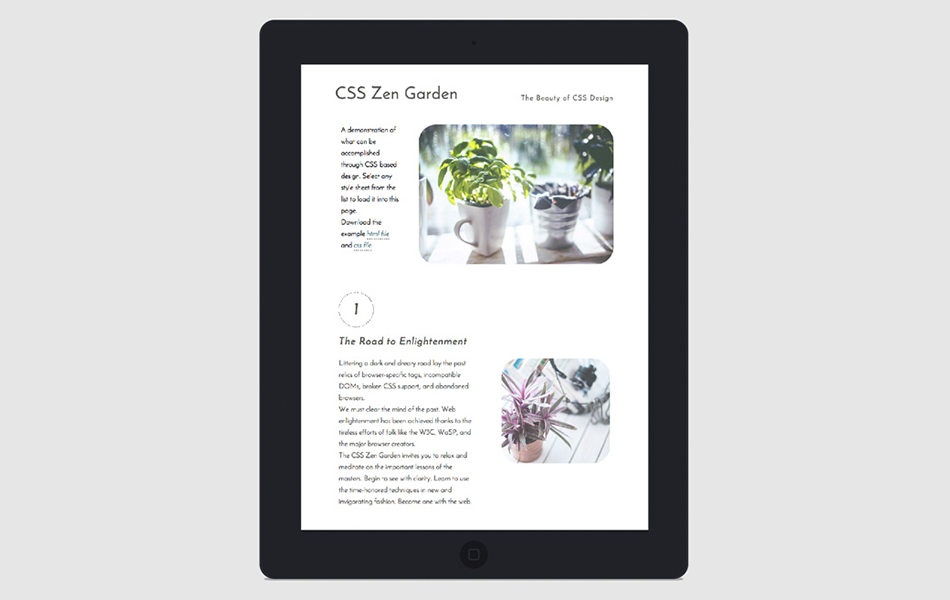 CSS Zen Garden
The Beauty of CSS Design
A demonstration of
what can be
accomplished
through CSS-based
design. Select any
style sheet from the
list to load it into this
page.
Download the
example html file
and css file
1
The Road to Enlightenment
Littering a dark and dreary road lay the past
relics of browser-specific tags, incompatible
DOMs, broken CSS support, and abandoned
browsers.
We must clear the mind of the past. Web
enlightenment has been achieved thanks to the
tireless efforts of folk like the W3C, WaSP, and
the major browser creators.
The CSS Zen Garden invites you to relax and
meditate on the important lessons of the
masters. Begin to see with clarity. Learn to use
the time-honored techniques in new and
invigorating fashion. Become one with the web.